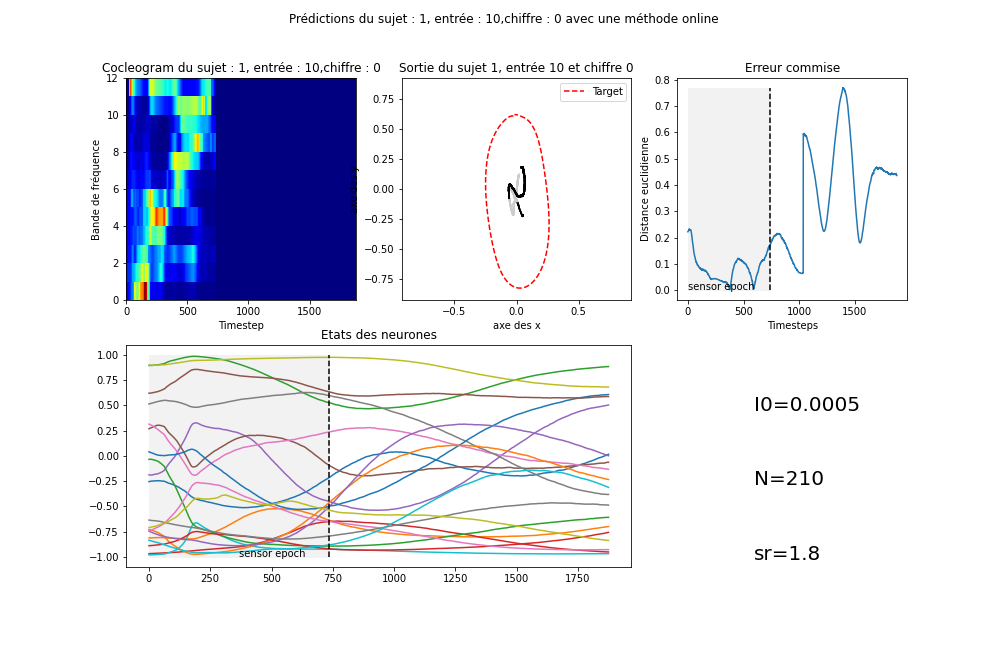 Prédictions du sujet : 1, entrée : 10,chiffre : 0 avec une méthode online
Cocleogram du sujet : 1, entrée : 10,chiffre : 0
Bande de fréquence
12
10
8
6
4
2
0
0 500 1000 1500
Timestep
Sortie du sujet 1, entrée 10 et chiffre 0
Target
0.75
0.50
0.25
0.00
−0.25
−0.50
−0.75
−0.5 0.0 0.5
axe des x
Erreur commise
Distance euclidienne
0.8
0.7
0.6
0.5
0.4
0.3
0.2
0.1
0.0
sensor epoch
0 500 1000 1500
Timesteps
Etats des neurones
1.00
0.75
0.50
0.25
0.00
−0.25
−0.50
−0.75
−1.00
sensor epoch
0 250 500 750 1000 1250 1500 1750
I0=0.0005
N=210
sr=1.8